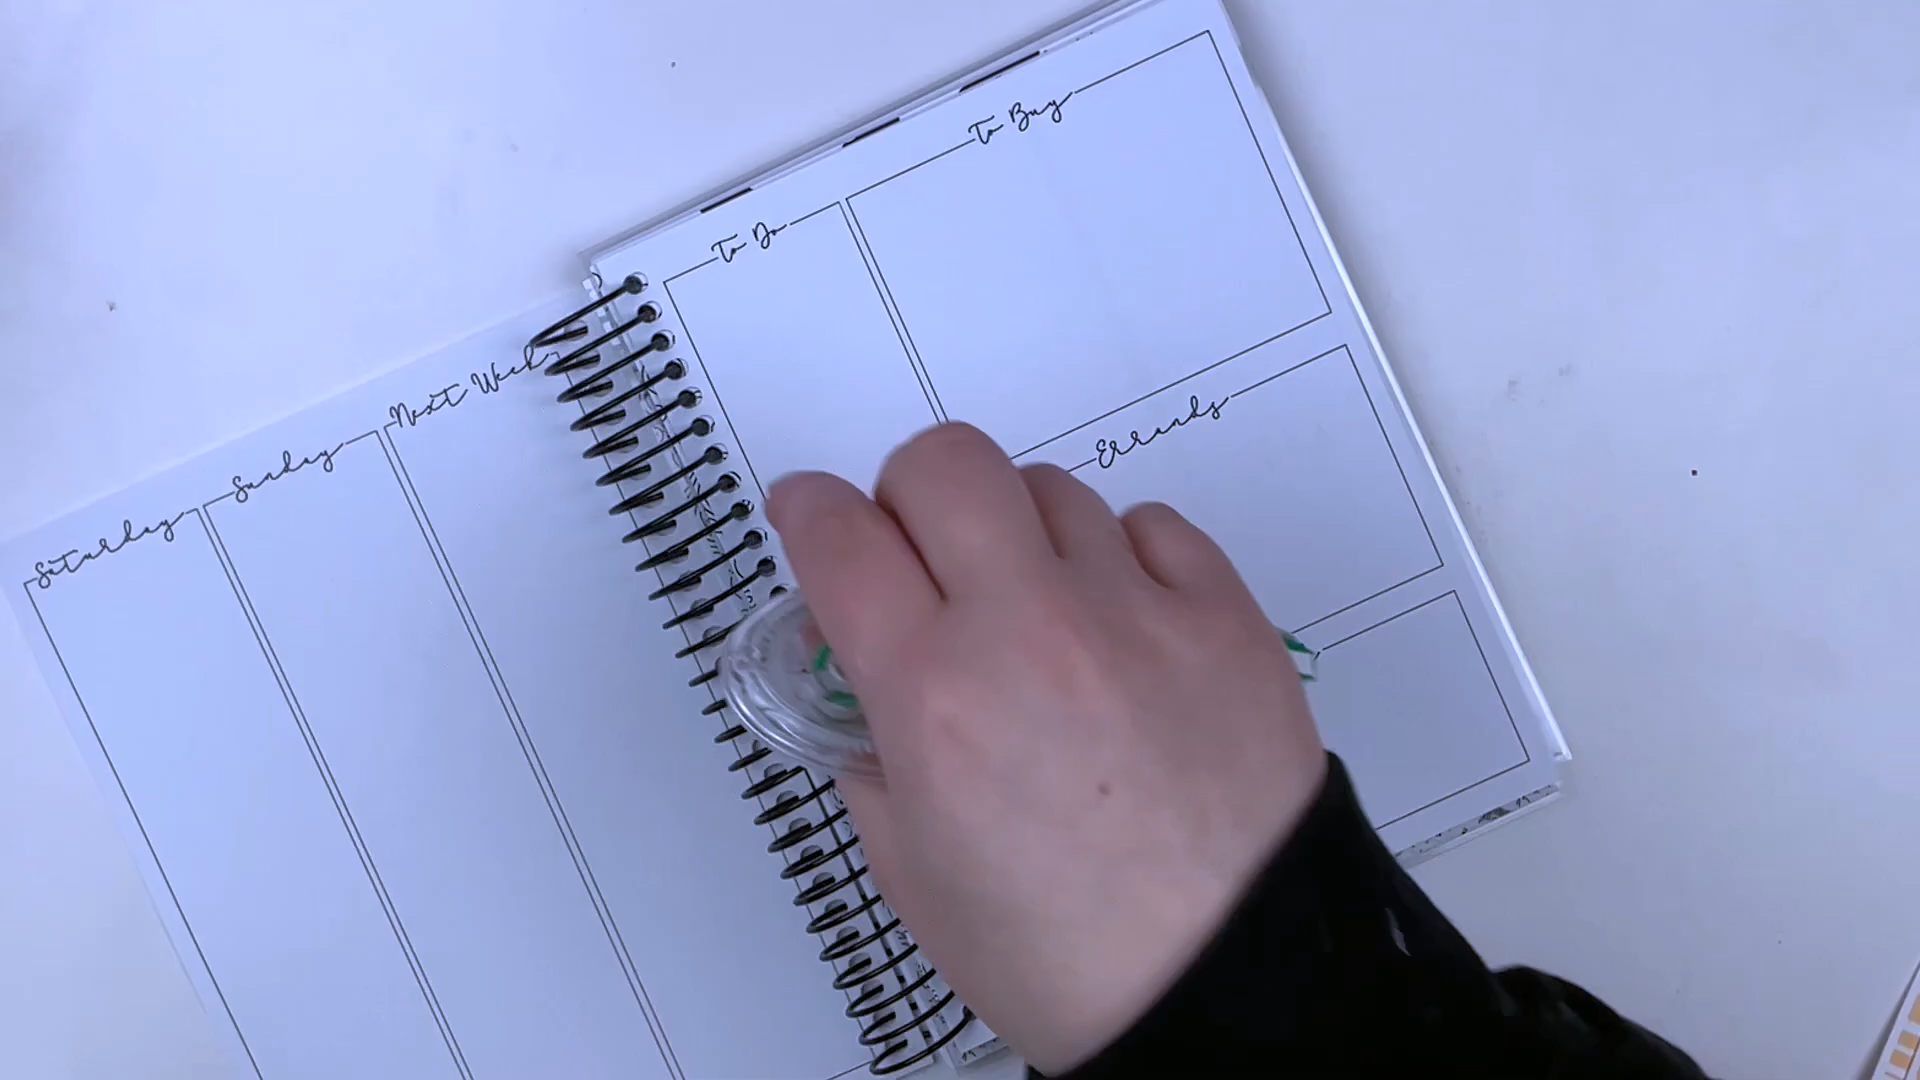 Saturday
Sunday
Next Week
To Do
To Buy
Errands